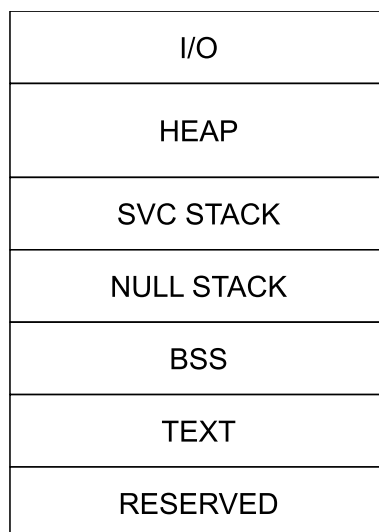 I/O
HEAP
SVC STACK
NULL STACK
BSS
TEXT
RESERVED